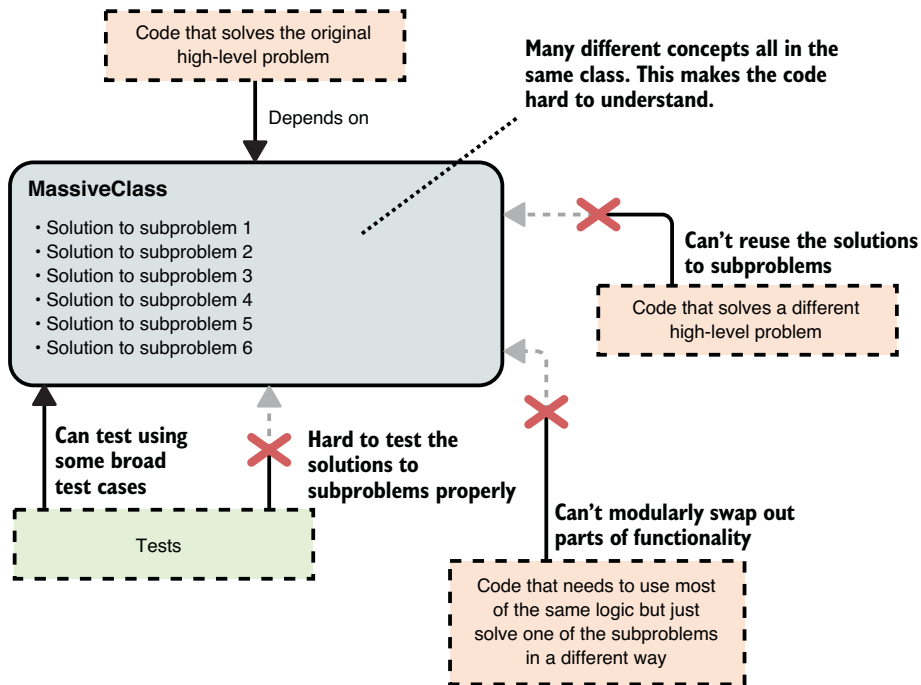 Code that solves the original
high-level problem
Many different concepts all in the
same class. This makes the code
hard to understand.
Depends on
MassiveClass
• Solution to subproblem 1
• Solution to subproblem 2
• Solution to subproblem 3
• Solution to subproblem 4
• Solution to subproblem 5
• Solution to subproblem 6
Can’t reuse the solutions
to subproblems
Code that solves a different
high-level problem
Can test using
some broad
test cases
Hard to test the
solutions to
subproblems properly
Tests
Can’t modularly swap out
parts of functionality
Code that needs to use most
of the same logic but just
solve one of the subproblems
in a different way